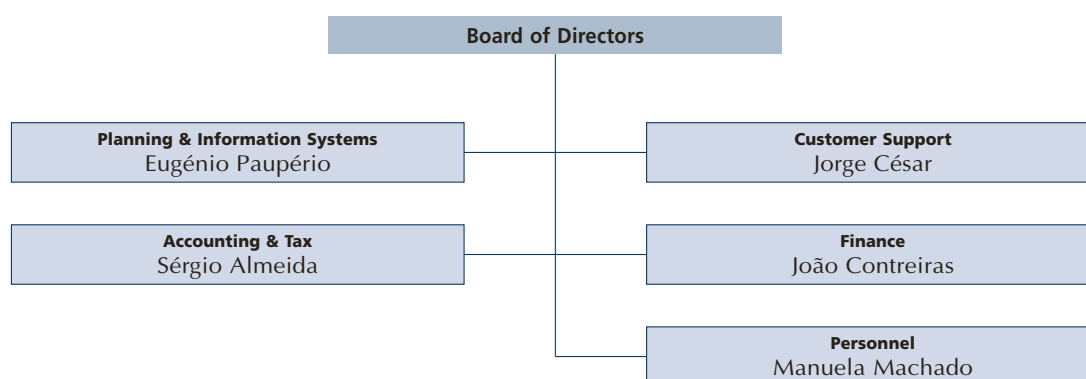 Board of Directors
Planning & Information Systems
Eugénio Paupério
Customer Support
Jorge César
Accounting & Tax
Sérgio Almeida
Finance
João Contreiras
Personnel
Manuela Machado